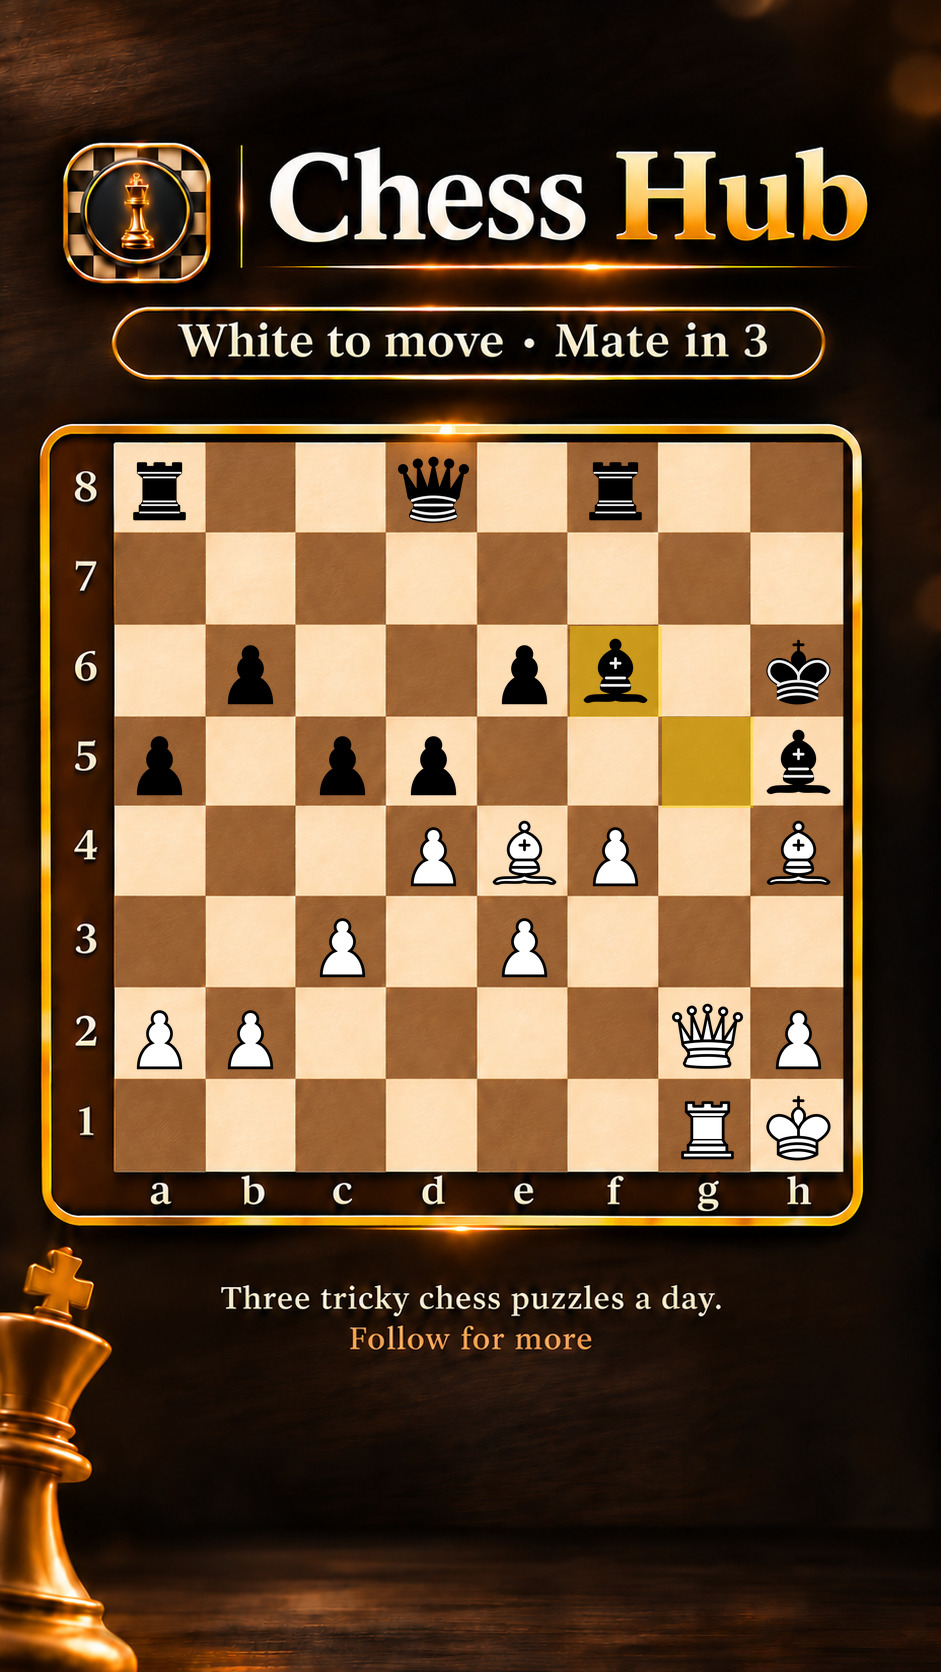 Chess Hub
White to move • Mate in 3
8
7
6
5
4
3
2
1
a b c d e f g h
Three tricky chess puzzles a day.
Follow for more